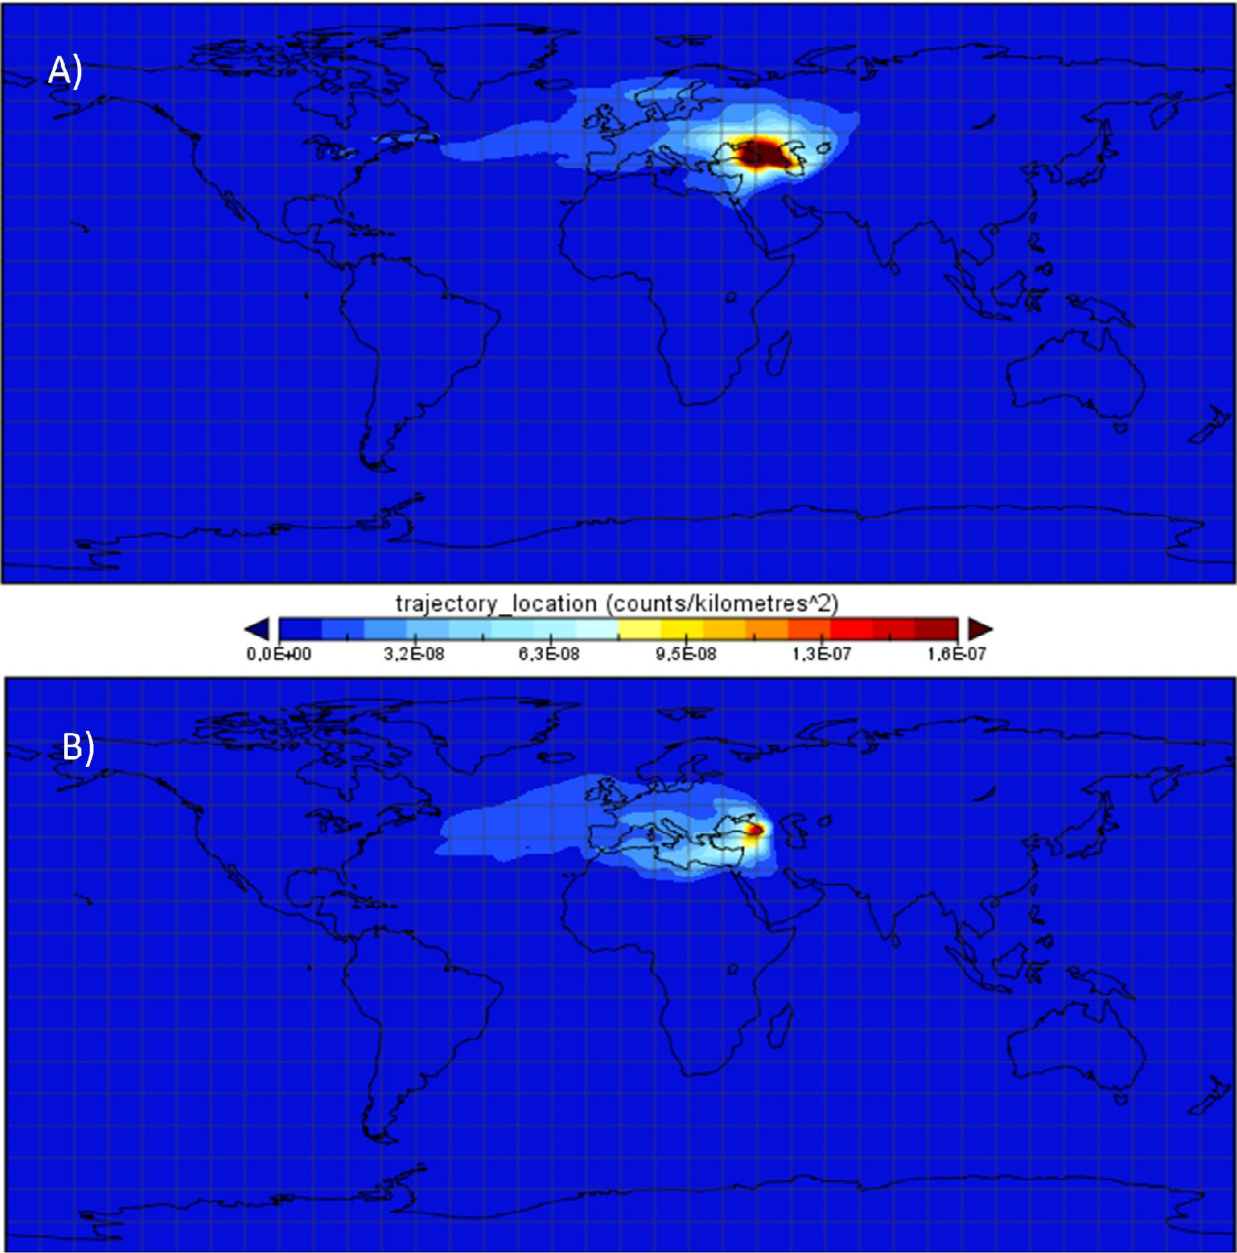 A)
trajectory_location (counts/kilometres^2)
0,0E+00 3,2E-08 6,3E-08 9,5E-08 1,3E-07 1,6E-07
B)